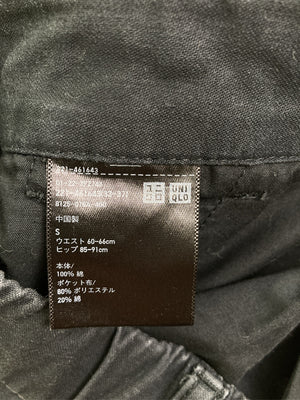 221-461643
中国製
S
ウエスト 60-66cm
ヒップ 85-91cm
本体/
100% 綿
ポケット布/
80% ポリエステル
20% 綿
ユニ
クロ
UNI
QLO